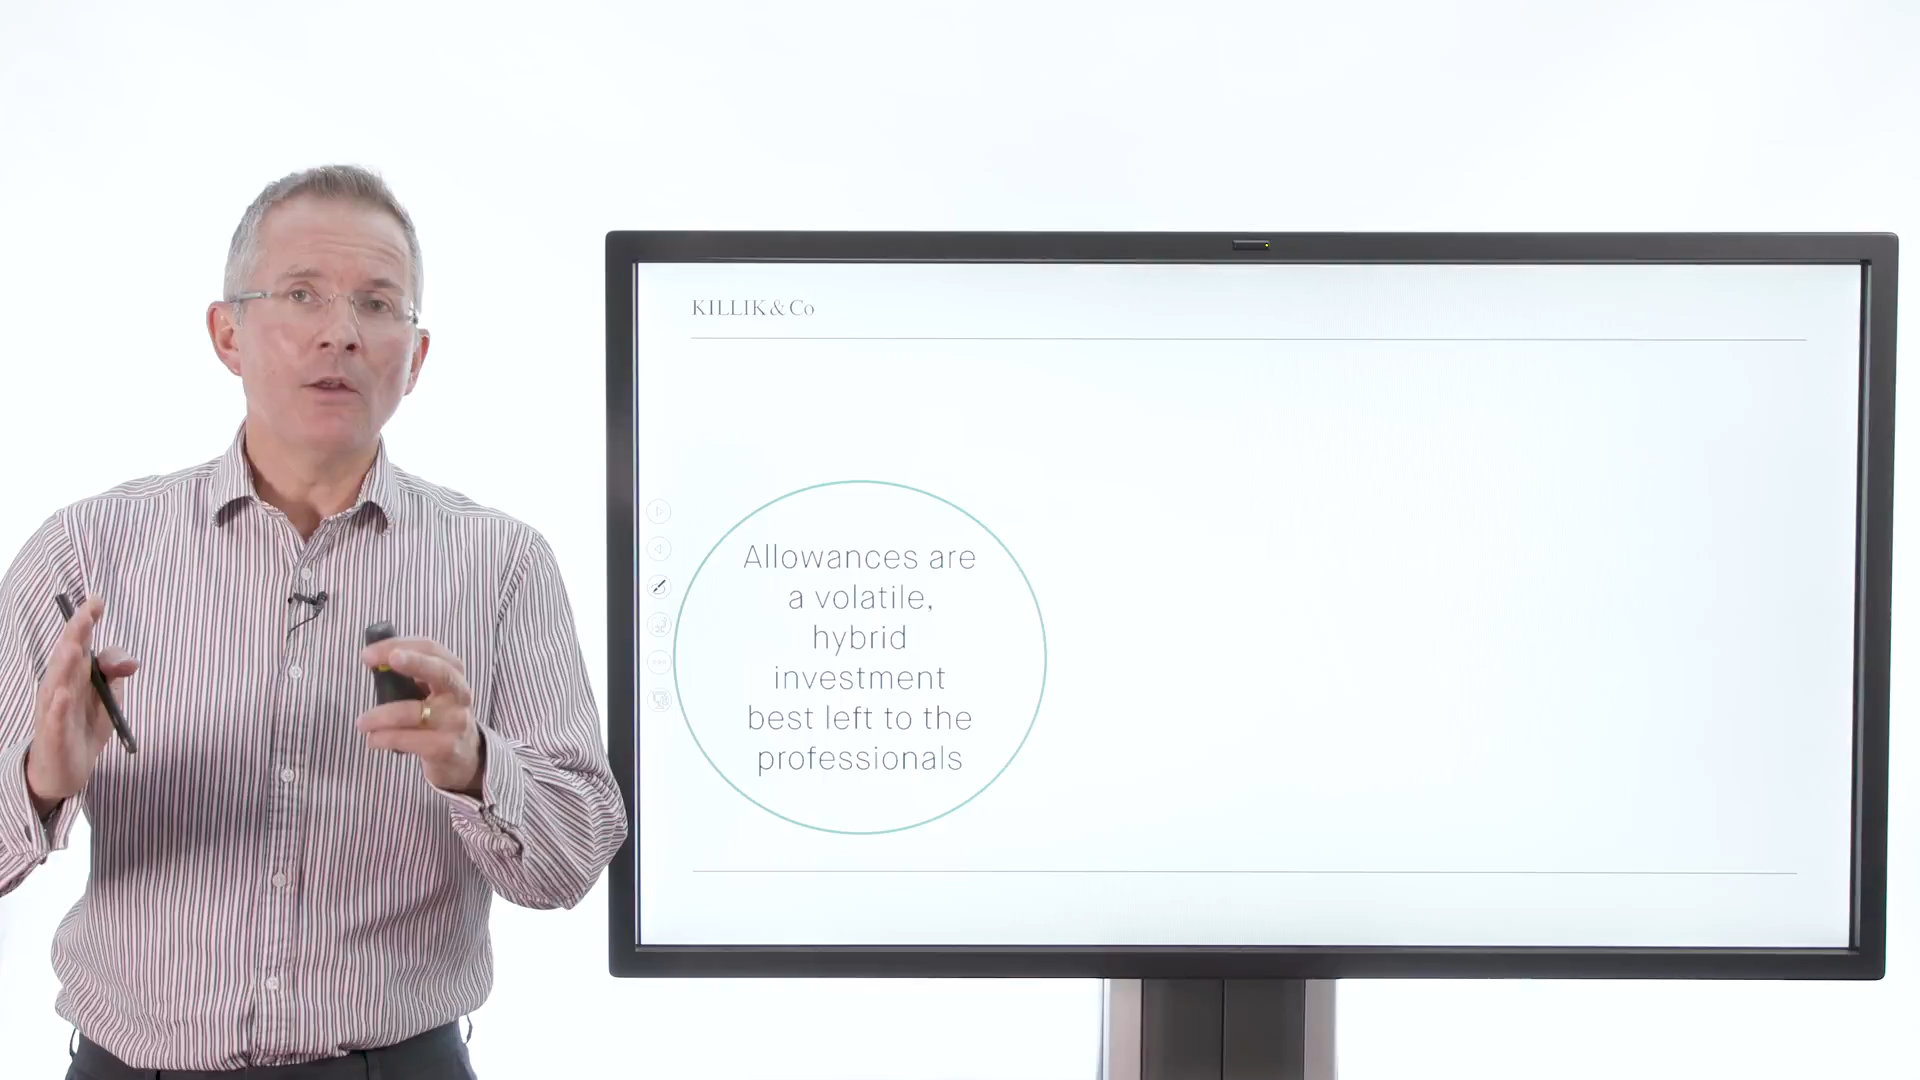 KILLIK & Co
Allowances are
a volatile,
hybrid
investment
best left to the
professionals